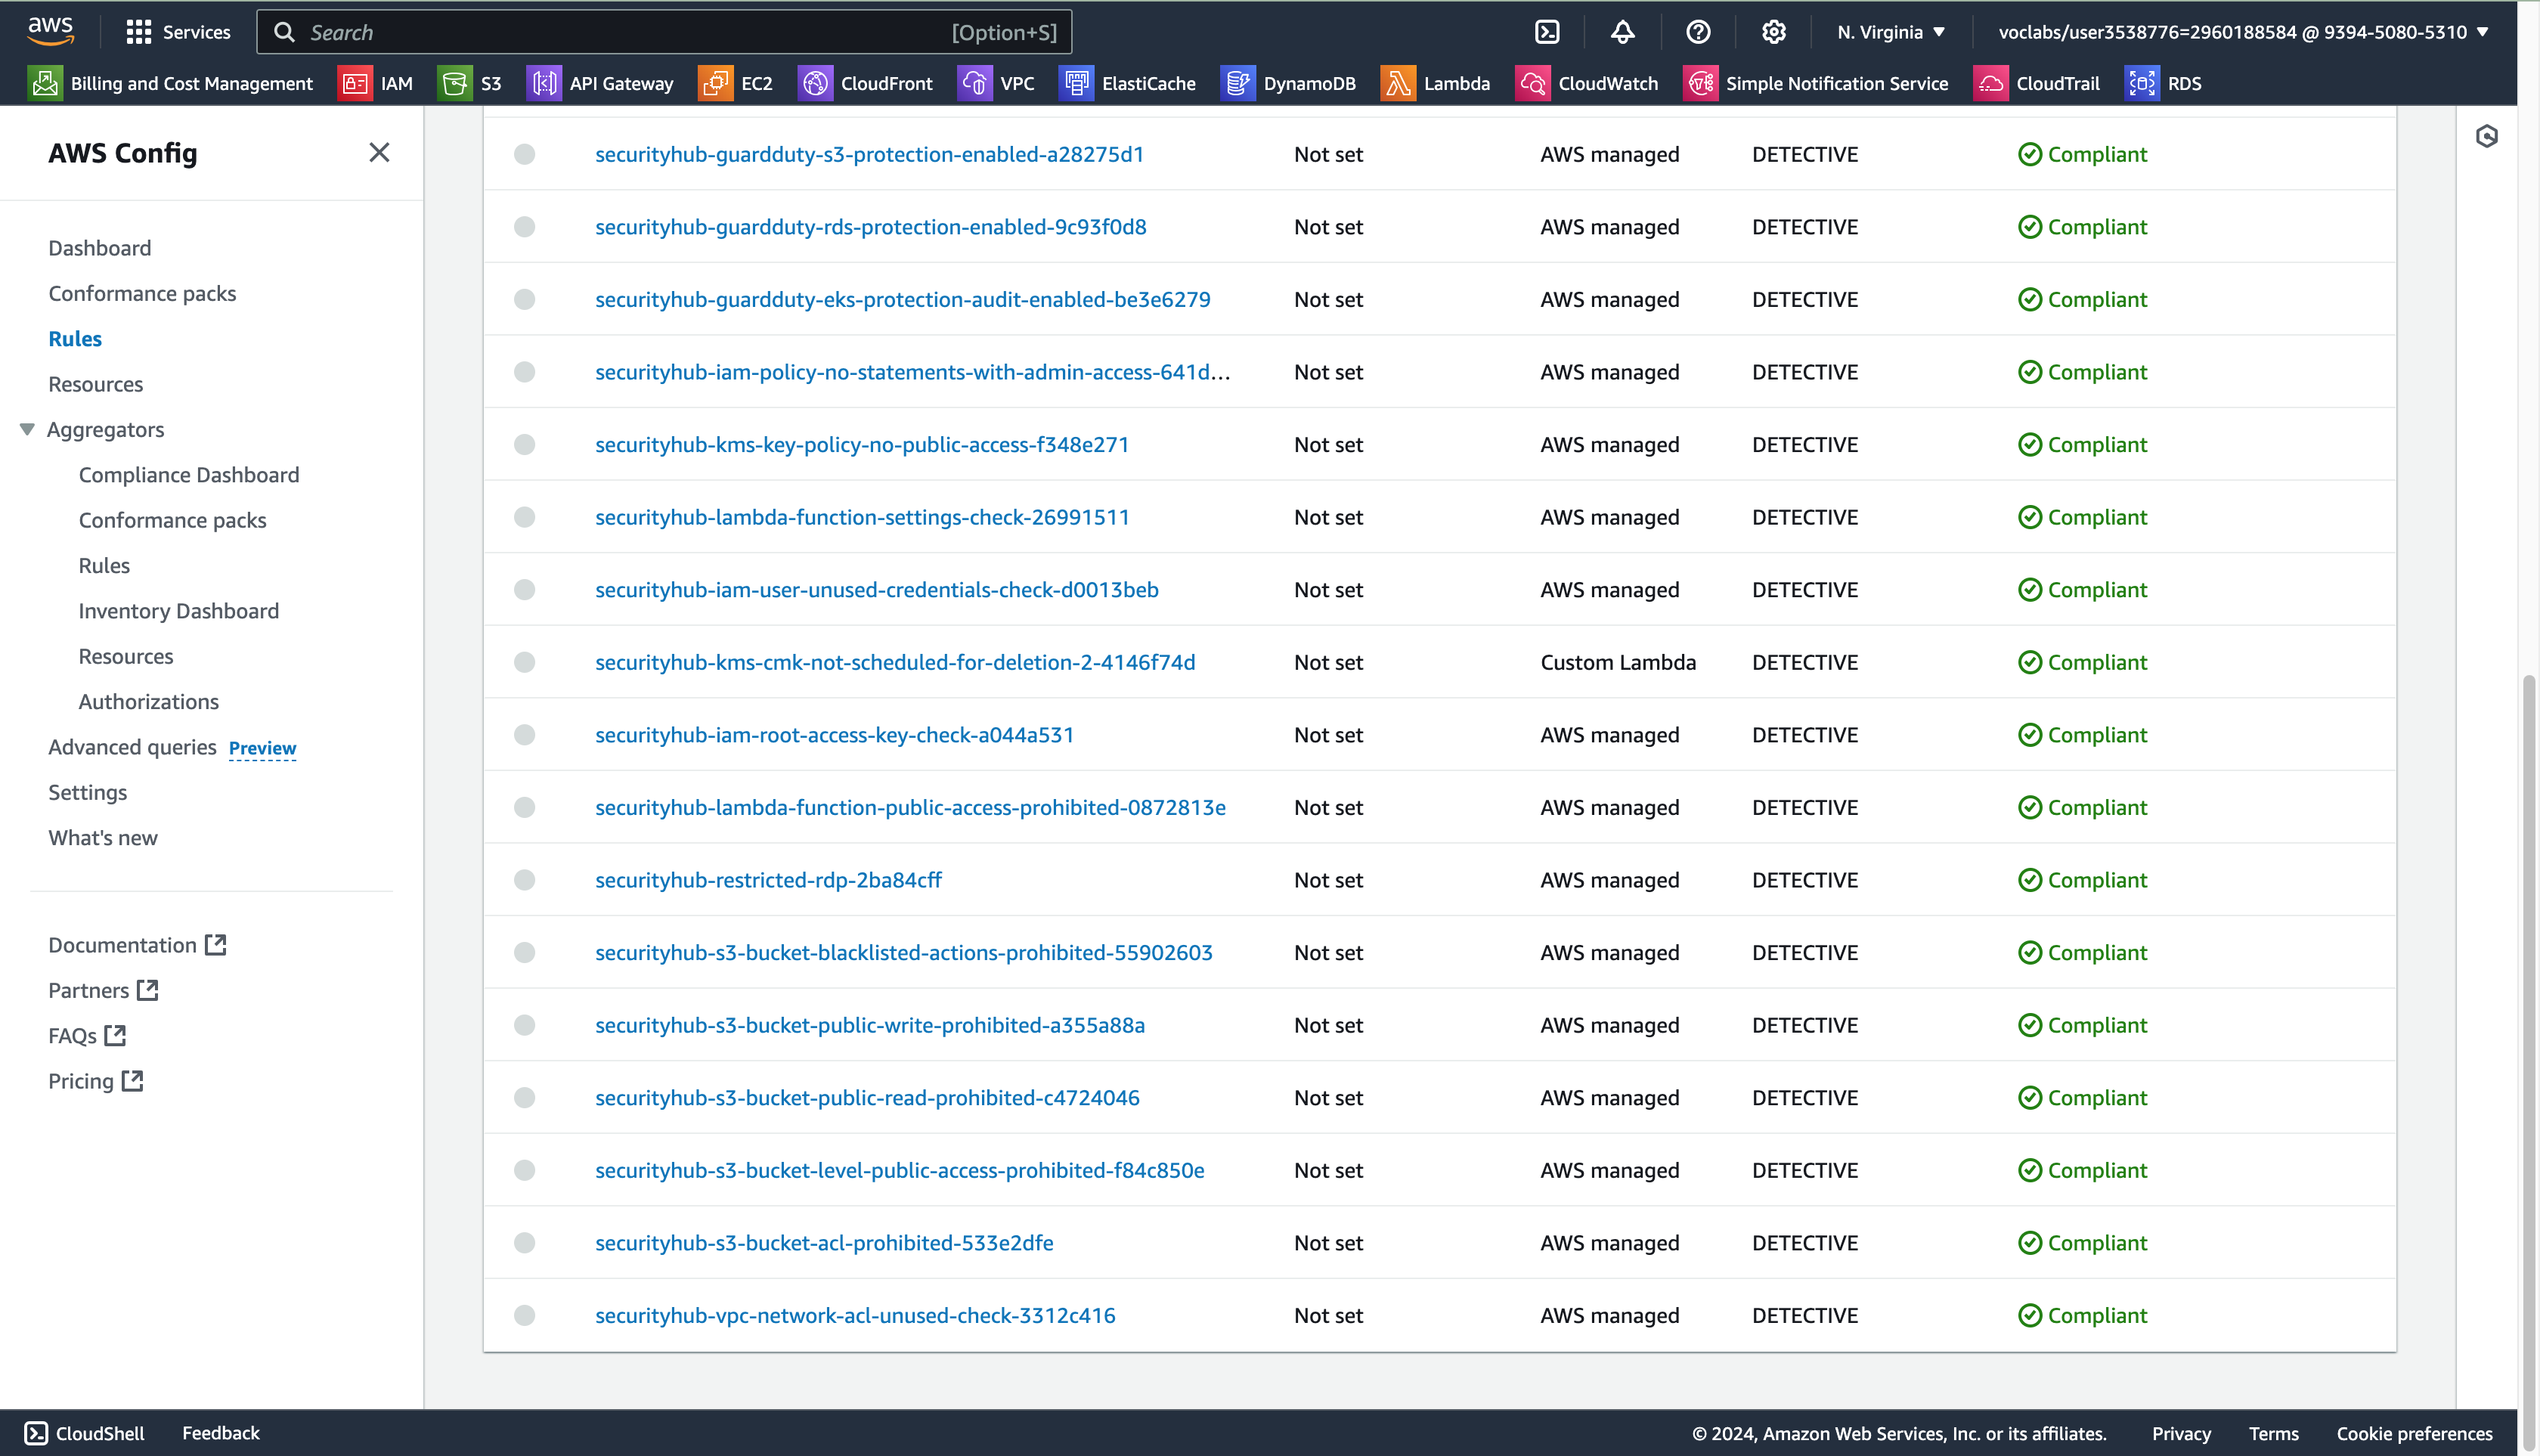 aws Services Search [Option+S] N. Virginia voclabs/user3538776=2960188584 @ 9394-5080-5310
Billing and Cost Management IAM S3 API Gateway EC2 CloudFront VPC ElastiCache DynamoDB Lambda CloudWatch Simple Notification Service CloudTrail RDS
AWS Config
Dashboard
Conformance packs
Rules
Resources
Aggregators
Compliance Dashboard
Conformance packs
Rules
Inventory Dashboard
Resources
Authorizations
Advanced queries Preview
Settings
What's new
Documentation
Partners
FAQs
Pricing
securityhub-guardduty-s3-protection-enabled-a28275d1 Not set AWS managed DETECTIVE Compliant
securityhub-guardduty-rds-protection-enabled-9c93f0d8 Not set AWS managed DETECTIVE Compliant
securityhub-guardduty-eks-protection-audit-enabled-be3e6279 Not set AWS managed DETECTIVE Compliant
securityhub-iam-policy-no-statements-with-admin-access-641d... Not set AWS managed DETECTIVE Compliant
securityhub-kms-key-policy-no-public-access-f348e271 Not set AWS managed DETECTIVE Compliant
securityhub-lambda-function-settings-check-26991511 Not set AWS managed DETECTIVE Compliant
securityhub-iam-user-unused-credentials-check-d0013beb Not set AWS managed DETECTIVE Compliant
securityhub-kms-cmk-not-scheduled-for-deletion-2-4146f74d Not set Custom Lambda DETECTIVE Compliant
securityhub-iam-root-access-key-check-a044a531 Not set AWS managed DETECTIVE Compliant
securityhub-lambda-function-public-access-prohibited-0872813e Not set AWS managed DETECTIVE Compliant
securityhub-restricted-rdp-2ba84cff Not set AWS managed DETECTIVE Compliant
securityhub-s3-bucket-blacklisted-actions-prohibited-55902603 Not set AWS managed DETECTIVE Compliant
securityhub-s3-bucket-public-write-prohibited-a355a88a Not set AWS managed DETECTIVE Compliant
securityhub-s3-bucket-public-read-prohibited-c4724046 Not set AWS managed DETECTIVE Compliant
securityhub-s3-bucket-level-public-access-prohibited-f84c850e Not set AWS managed DETECTIVE Compliant
securityhub-s3-bucket-acl-prohibited-533e2dfe Not set AWS managed DETECTIVE Compliant
securityhub-vpc-network-acl-unused-check-3312c416 Not set AWS managed DETECTIVE Compliant
CloudShell Feedback © 2024, Amazon Web Services, Inc. or its affiliates. Privacy Terms Cookie preferences